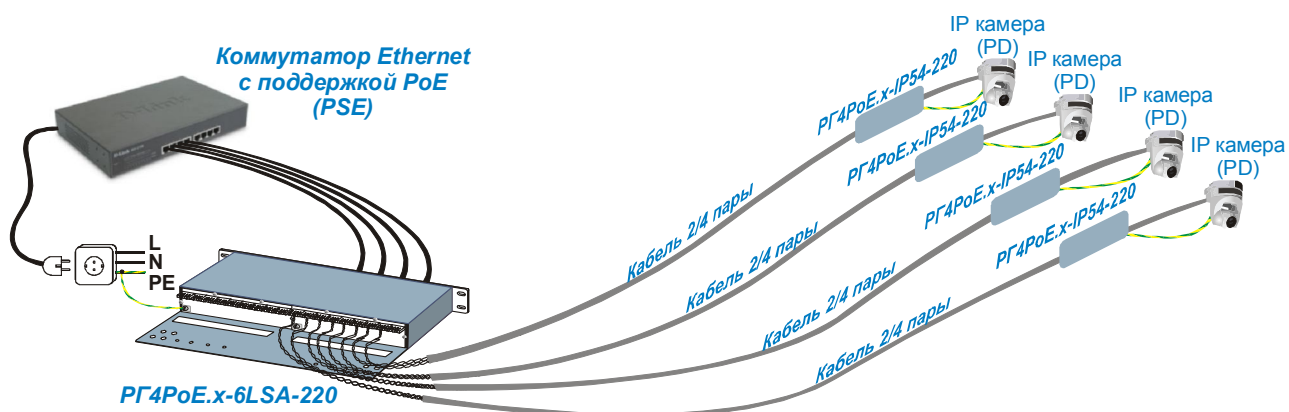 Коммутатор Ethernet
с поддержкой PoE
(PSE)
D-Link
L
N
PE
РГ4PoE.x-6LSA-220
Кабель 2/4 пары
Кабель 2/4 пары
Кабель 2/4 пары
Кабель 2/4 пары
РГ4PoE.x-IP54-220
РГ4PoE.x-IP54-220
РГ4PoE.x-IP54-220
РГ4PoE.x-IP54-220
IP камера
(PD)
IP камера
(PD)
IP камера
(PD)
IP камера
(PD)